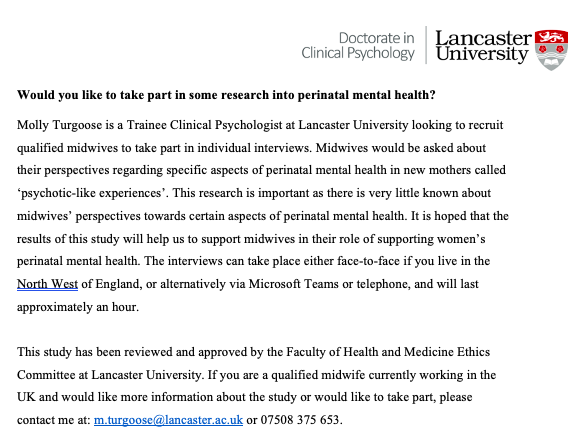 Doctorate in
Clinical Psychology
Lancaster
University
Would you like to take part in some research into perinatal mental health?
Molly Turgoose is a Trainee Clinical Psychologist at Lancaster University looking to recruit
qualified midwives to take part in individual interviews. Midwives would be asked about
their perspectives regarding specific aspects of perinatal mental health in new mothers called
‘psychotic-like experiences’. This research is important as there is very little known about
midwives’ perspectives towards certain aspects of perinatal mental health. It is hoped that the
results of this study will help us to support midwives in their role of supporting women’s
perinatal mental health. The interviews can take place either face-to-face if you live in the
North West of England, or alternatively via Microsoft Teams or telephone, and will last
approximately an hour.
This study has been reviewed and approved by the Faculty of Health and Medicine Ethics
Committee at Lancaster University. If you are a qualified midwife currently working in the
UK and would like more information about the study or would like to take part, please
contact me at: m.turgoose@lancaster.ac.uk or 07508 375 653.